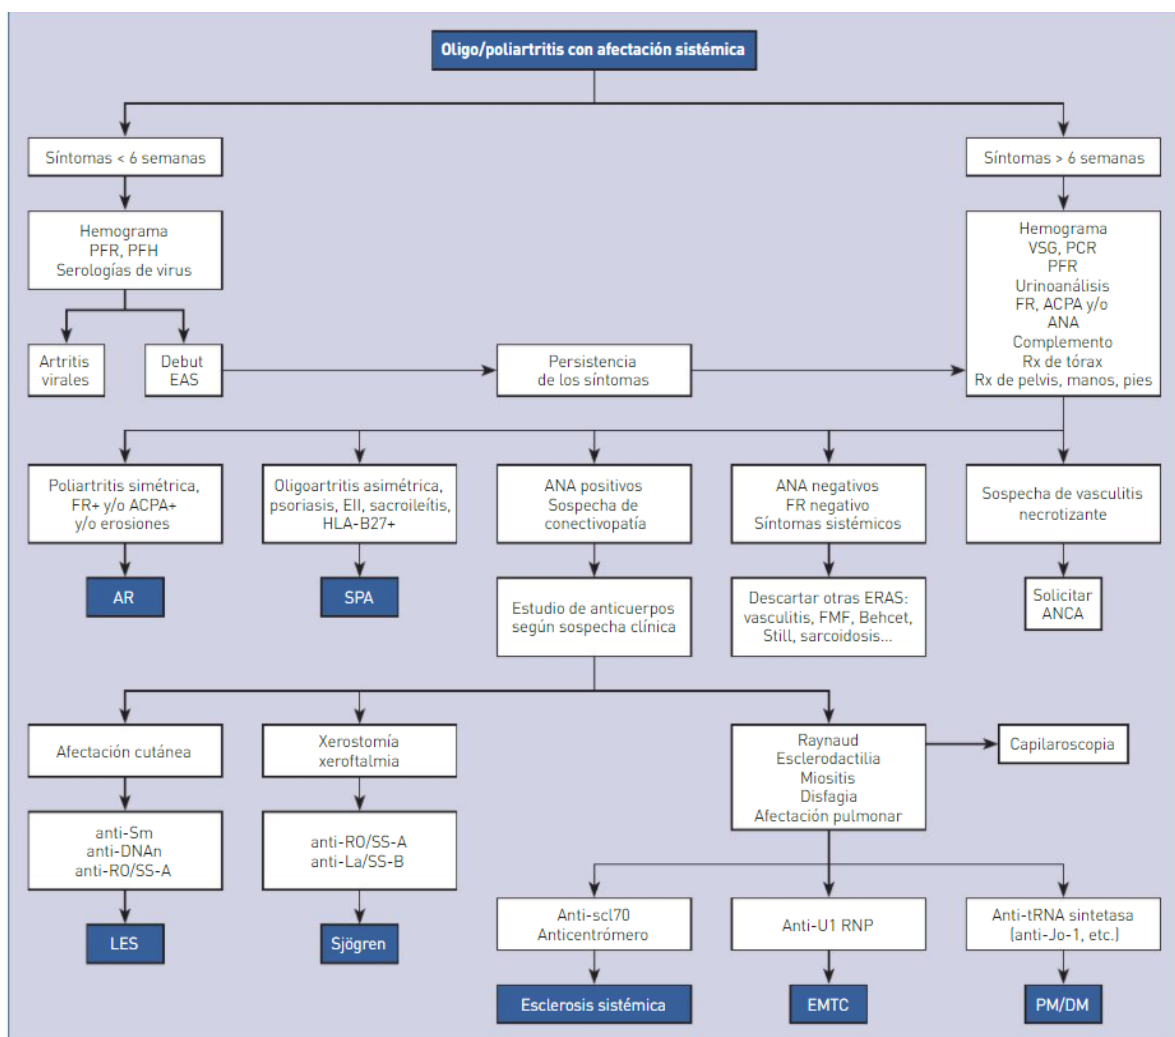 Oligo/poliartritis con afectación sistémica
Síntomas < 6 semanas
Síntomas > 6 semanas
Hemograma
PFR, PFH
Serologías de virus
Hemograma
VSG, PCR
PFR
Urinoanálisis
FR, ACPA y/o
ANA
Complemento
Rx de tórax
Rx de pelvis, manos, pies
Artritis
virales
Debut
EAS
Persistencia
de los síntomas
Poliartritis simétrica,
FR+ y/o ACPA+
y/o erosiones
Oligoartritis asimétrica,
psoriasis, EII, sacroileítis,
HLA-B27+
ANA positivos
Sospecha de
conectivopatía
ANA negativos
FR negativo
Síntomas sistémicos
Sospecha de vasculitis
necrotizante
AR
SPA
Estudio de anticuerpos
según sospecha clínica
Descartar otras ERAS:
vasculitis, FMF, Behcet,
Still, sarcoidosis...
Solicitar
ANCA
Afectación cutánea
Xerostomía
xeroftalmia
Raynaud
Esclerodactilia
Miositis
Disfagia
Afectación pulmonar
Capilaroscopia
anti-Sm
anti-DNAn
anti-RO/SS-A
anti-RO/SS-A
anti-La/SS-B
LES
Sjögren
Anti-scl70
Anticentrómero
Anti-U1 RNP
Anti-tRNA sintetasa
(anti-Jo-1, etc.)
Esclerosis sistémica
EMTC
PM/DM